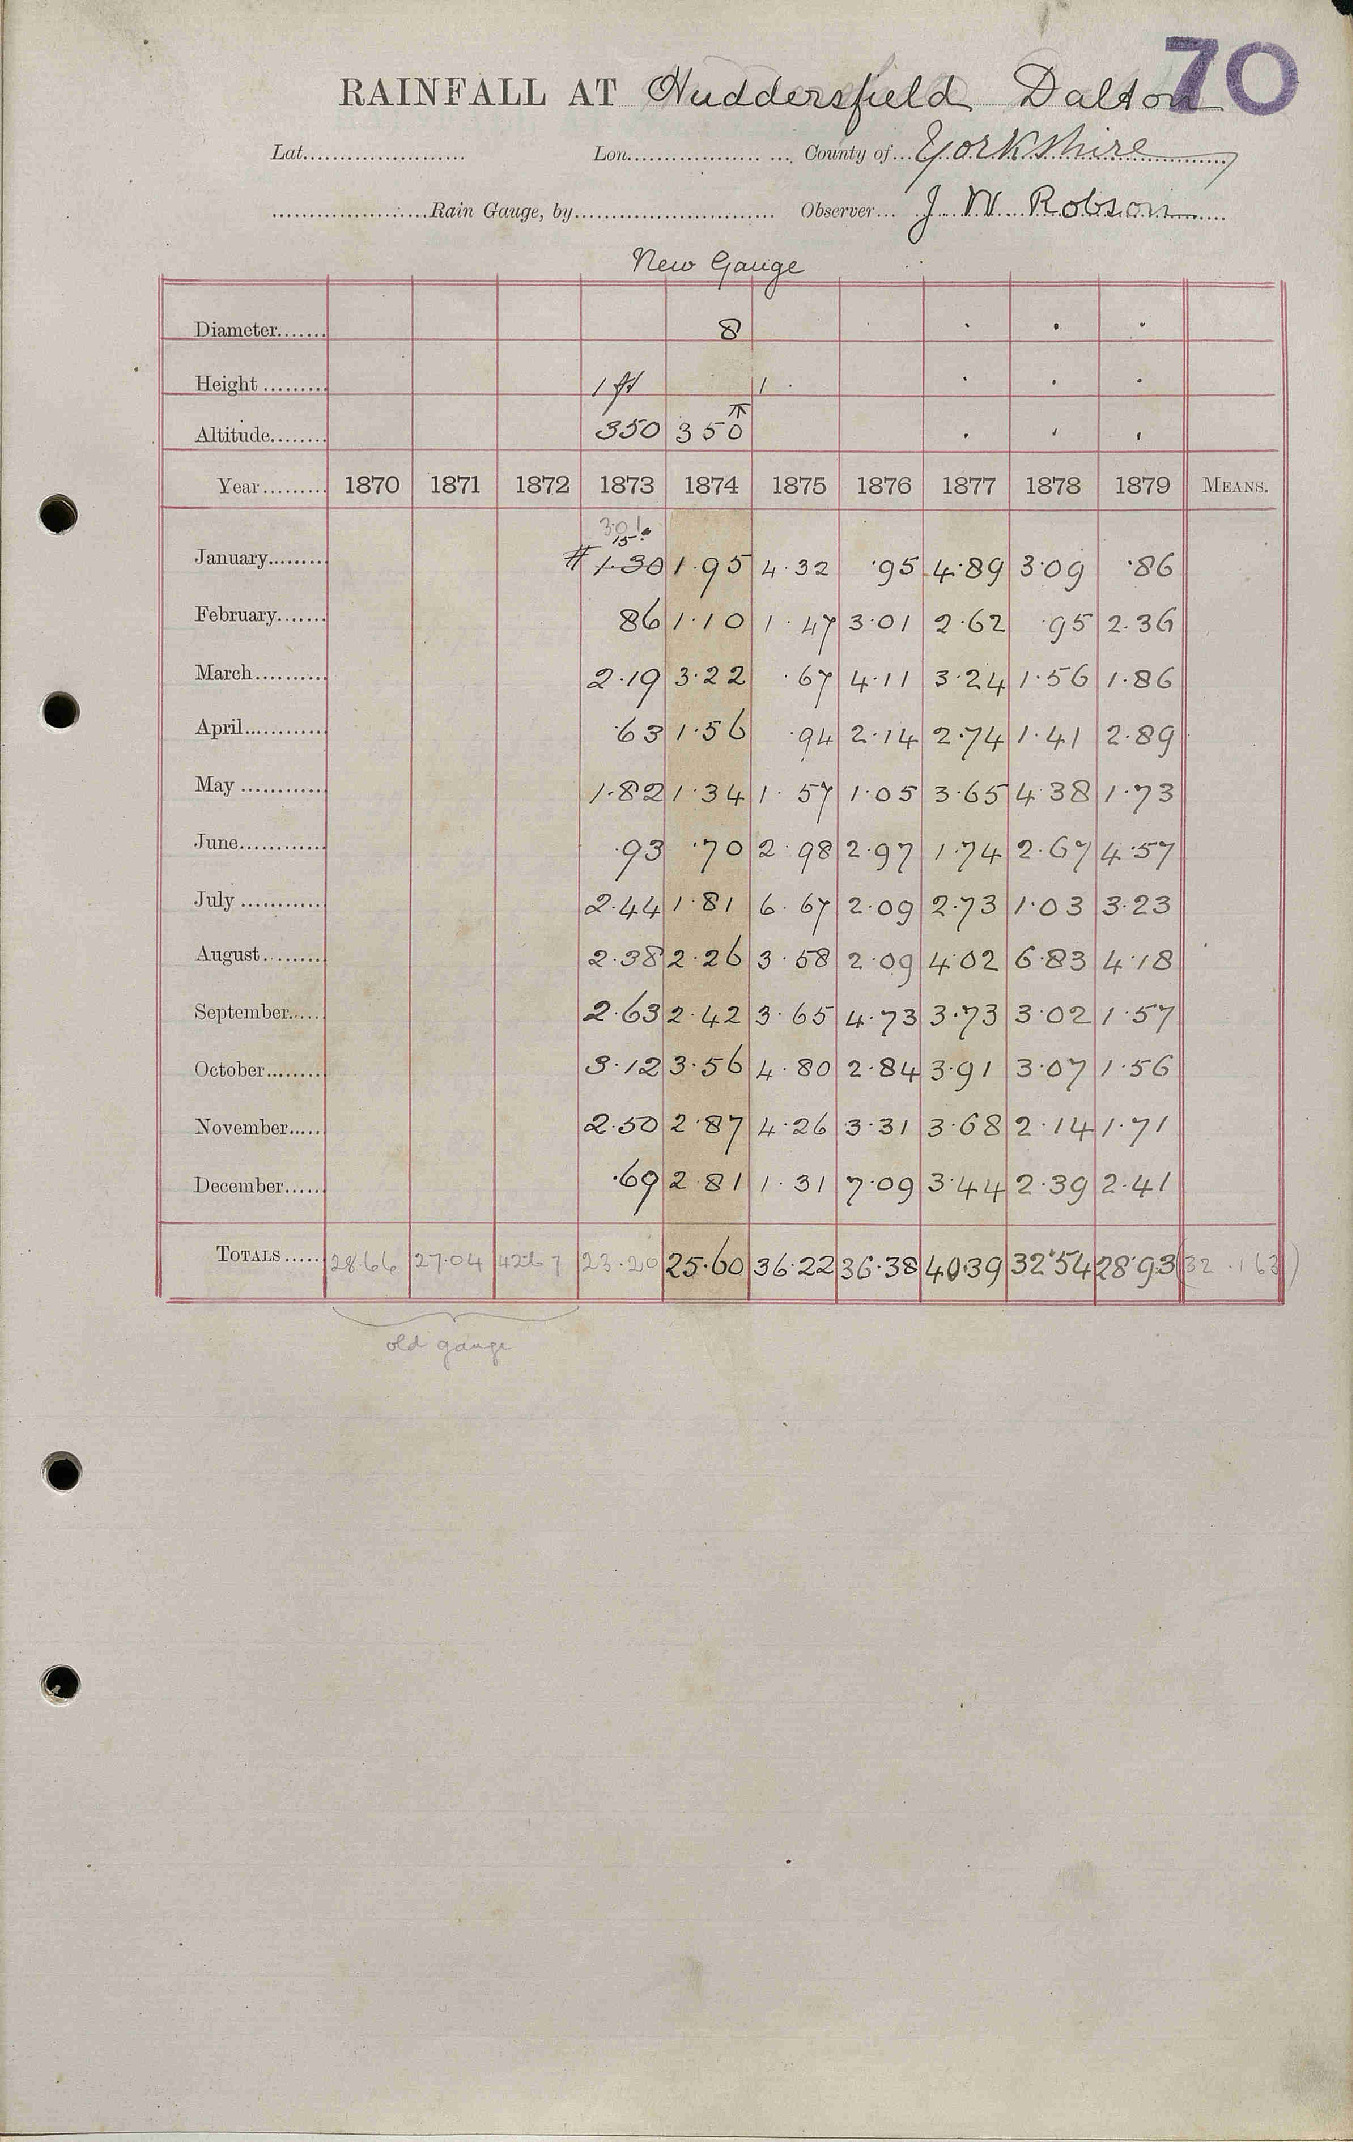 70
RAINFALL AT Huddersfield Dalton
Lat...................... Lon.................. ..., County of... Yorkshire
.....................Rain Gauge, by........................... Observer... J. W. Robson
New Gauge
Diameter....... 8 . . . .
Height ......... 1 ft 1 . . . .
Altitude........ 350 350 . . .
Year......... 1870 1871 1872 1873 1874 1875 1876 1877 1878 1879 MEANS.
January......... # 1.30 1.95 4.32 .95 4.89 3.09 .86
February....... 86 1.10 1.47 3.01 2.62 .95 2.36
March.......... 2.19 3.22 .67 4.11 3.24 1.56 1.86
April............ .63 1.56 .94 2.14 2.74 1.41 2.89
May ............ 1.82 1.34 1.57 1.05 3.65 4.38 1.73
June............ .93 .70 2.98 2.97 1.74 2.67 4.57
July ............ 2.44 1.81 6.67 2.09 2.73 1.03 3.23
August......... 2.38 2.26 3.58 2.09 4.02 6.83 4.18
September..... 2.63 2.42 3.65 4.73 3.73 3.02 1.57
October........ 3.12 3.56 4.80 2.84 3.91 3.07 1.56
November..... 2.50 2.87 4.26 3.31 3.68 2.14 1.71
December...... .69 2.81 1.31 7.09 3.44 2.39 2.41
TOTALS..... 28.66 27.04 23.20 25.60 36.22 36.38 40.39 32.54 28.93 (32.163)
old gauge